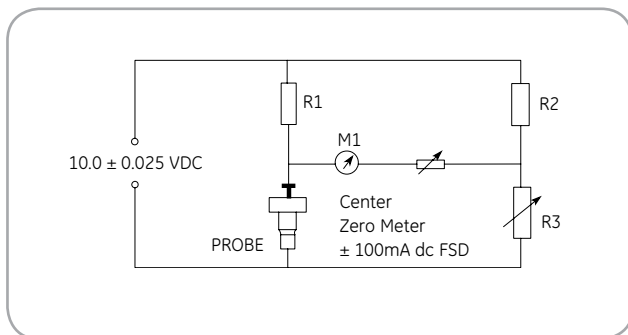 R1
R2
M1
10.0 ± 0.025 VDC
Center
Zero Meter
± 100mA dc FSD
PROBE
R3